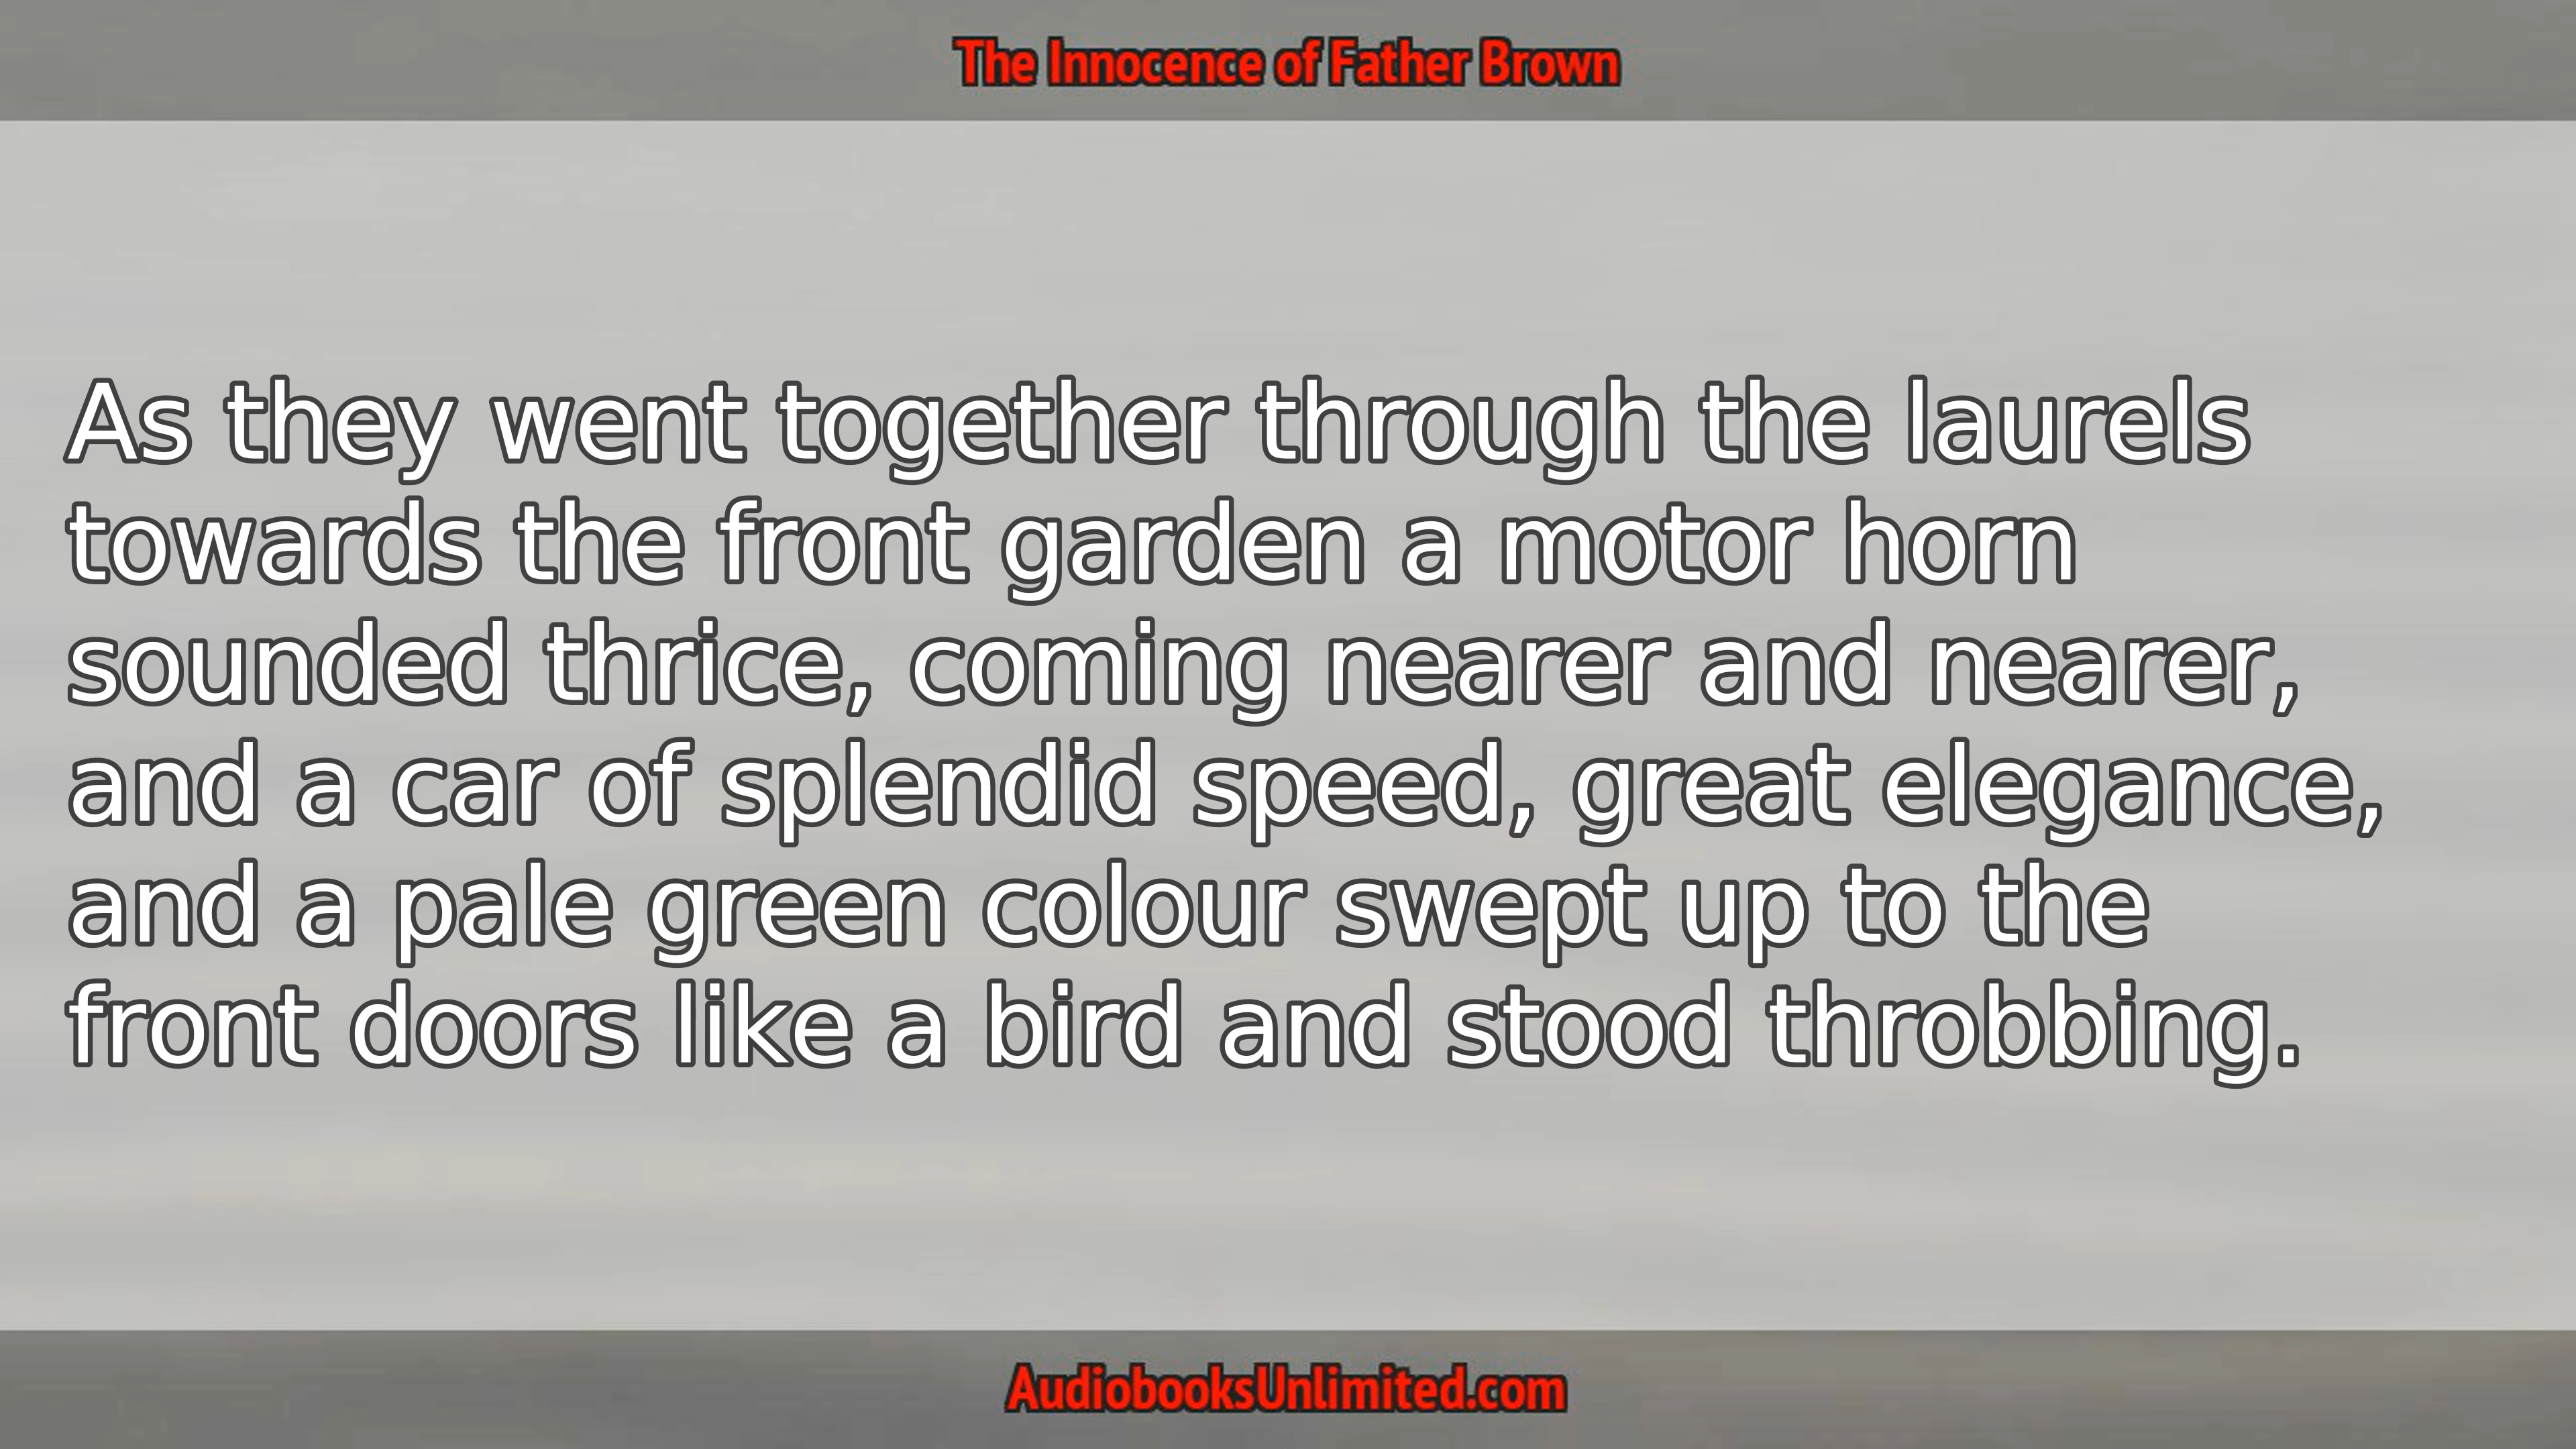 The Innocence of Father Brown
As they went together through the laurels
towards the front garden a motor horn
sounded thrice, coming nearer and nearer,
and a car of splendid speed, great elegance,
and a pale green colour swept up to the
front doors like a bird and stood throbbing.
AudiobooksUnlimited.com